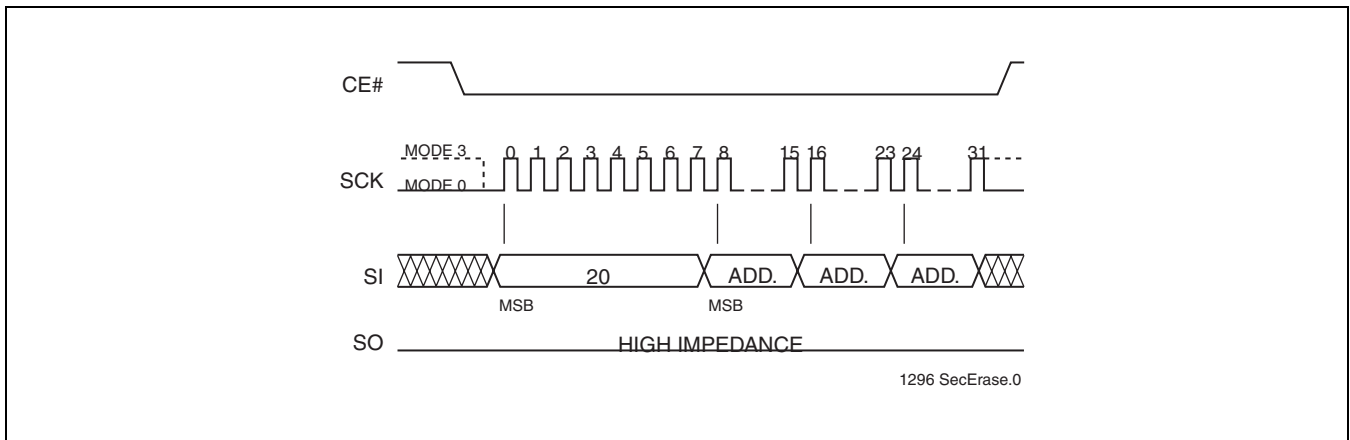 CE#
MODE 3
0 1 2 3 4 5 6 7 8 15 16 23 24 31
SCK
MODE 0
SI
20 ADD. ADD. ADD.
MSB MSB
SO
HIGH IMPEDANCE
1296 SecErase.0